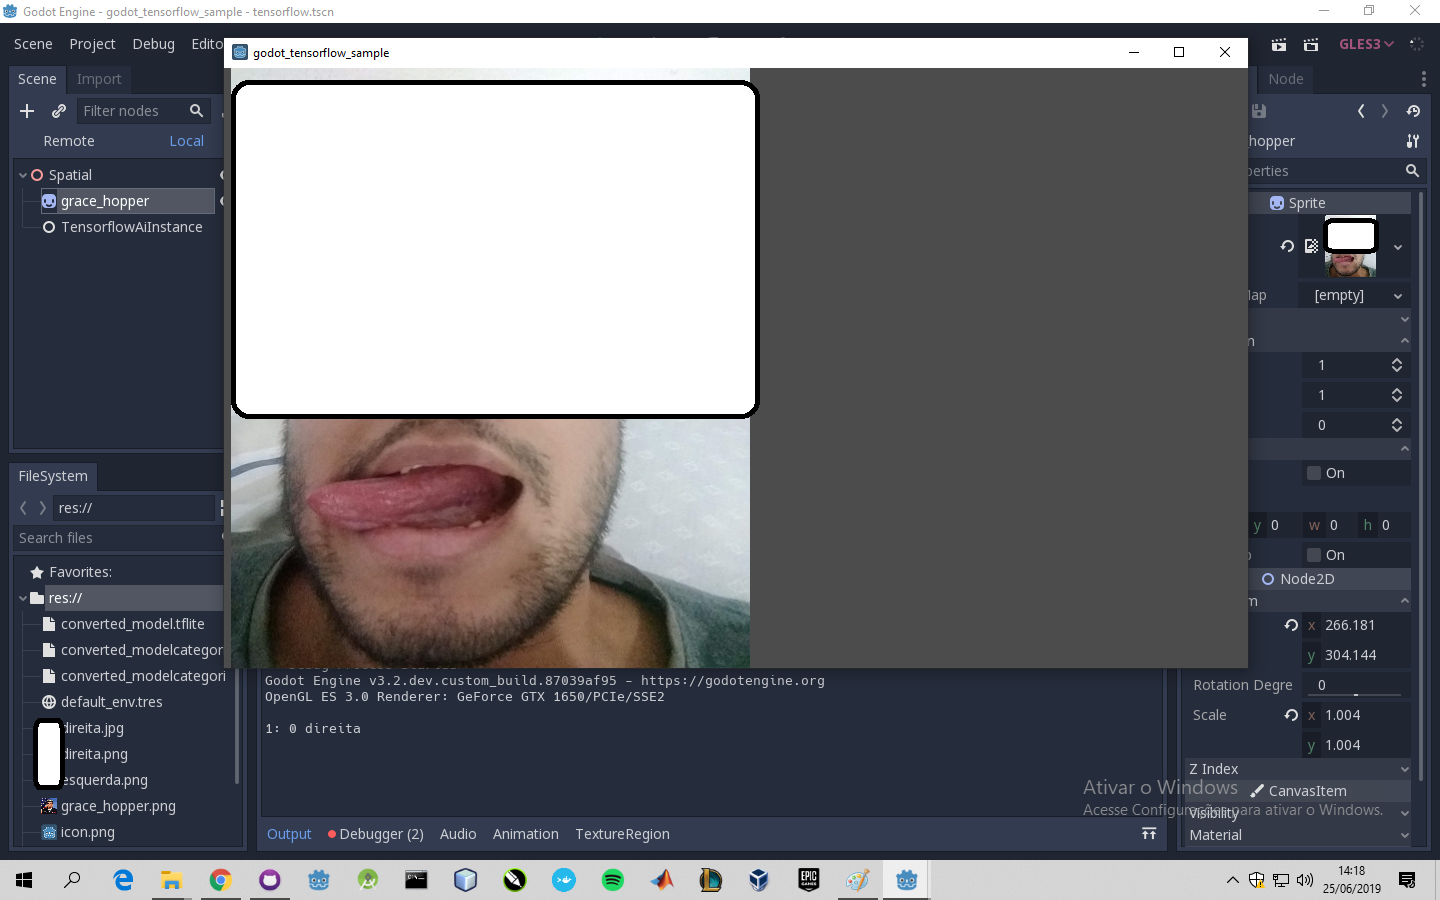 Godot Engine - godot_tensorflow_sample - tensorflow.tscn
Scene Project Debug Edito
GLES3
godot_tensorflow_sample
Scene Import
Node
Filter nodes
Remote Local
hopper
Spatial
erties
grace_hopper
Sprite
TensorflowAiInstance
[empty]
n
1
1
0
On
FileSystem
res://
y 0 w 0 h 0
Search files
On
Favorites:
Node2D
res://
m
converted_model.tflite
x 266.181
converted_modelcategor
y 304.144
converted_modelcategori
Godot Engine v3.2.dev.custom_build.87039af95 - https://godotengine.org
Rotation Degre 0
OpenGL ES 3.0 Renderer: GeForce GTX 1650/PCIe/SSE2
default_env.tres
Scale x 1.004
direita.jpg
1: 0 direita
y 1.004
direita.png
Z Index
esquerda.png
Ativar o Windows
CanvasItem
grace_hopper.png
Acesse Configurações para ativar o Windows.
Visibility
icon.png
Output Debugger (2) Audio Animation TextureRegion
Material
EPIC GAMES
14:18
25/06/2019